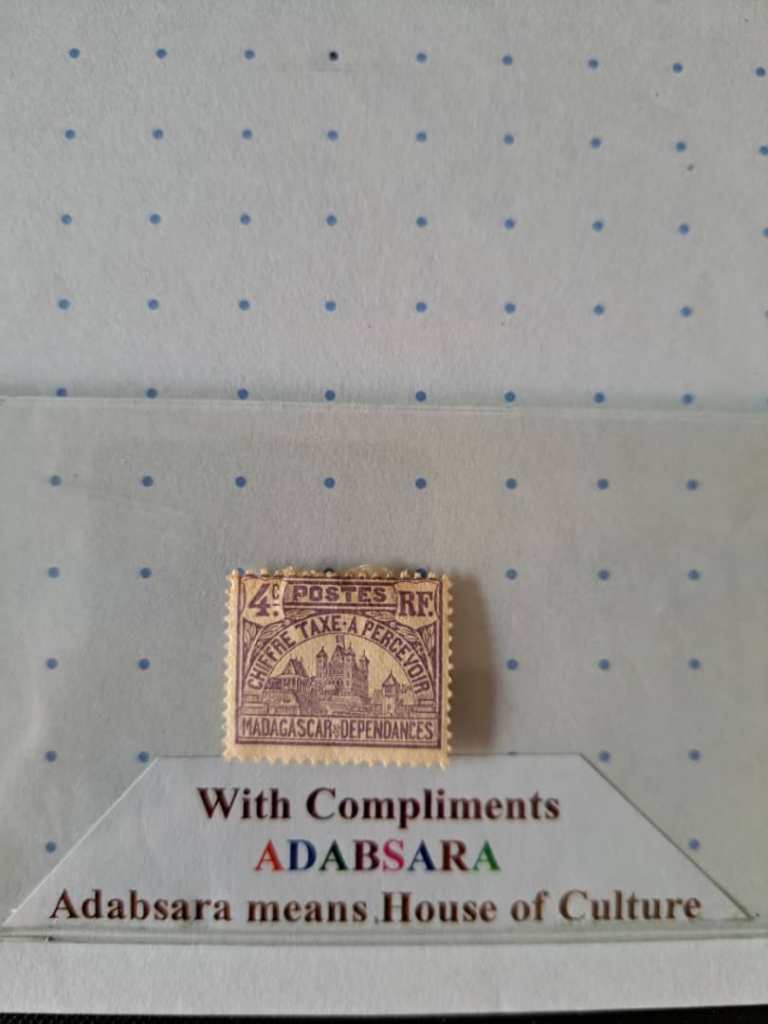 4c. POSTES RF.
CHIFFRE TAXE·A PERCEVOIR
MADAGASCAR & DEPENDANCES
With Compliments
ADABSARA
Adabsara means House of Culture